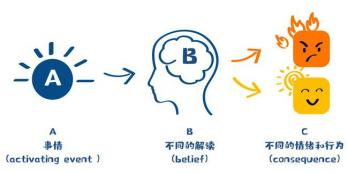 A
B
A
事情
(activating event )
B
不同的解读
(belief)
C
不同的情绪和行为
(consequence)